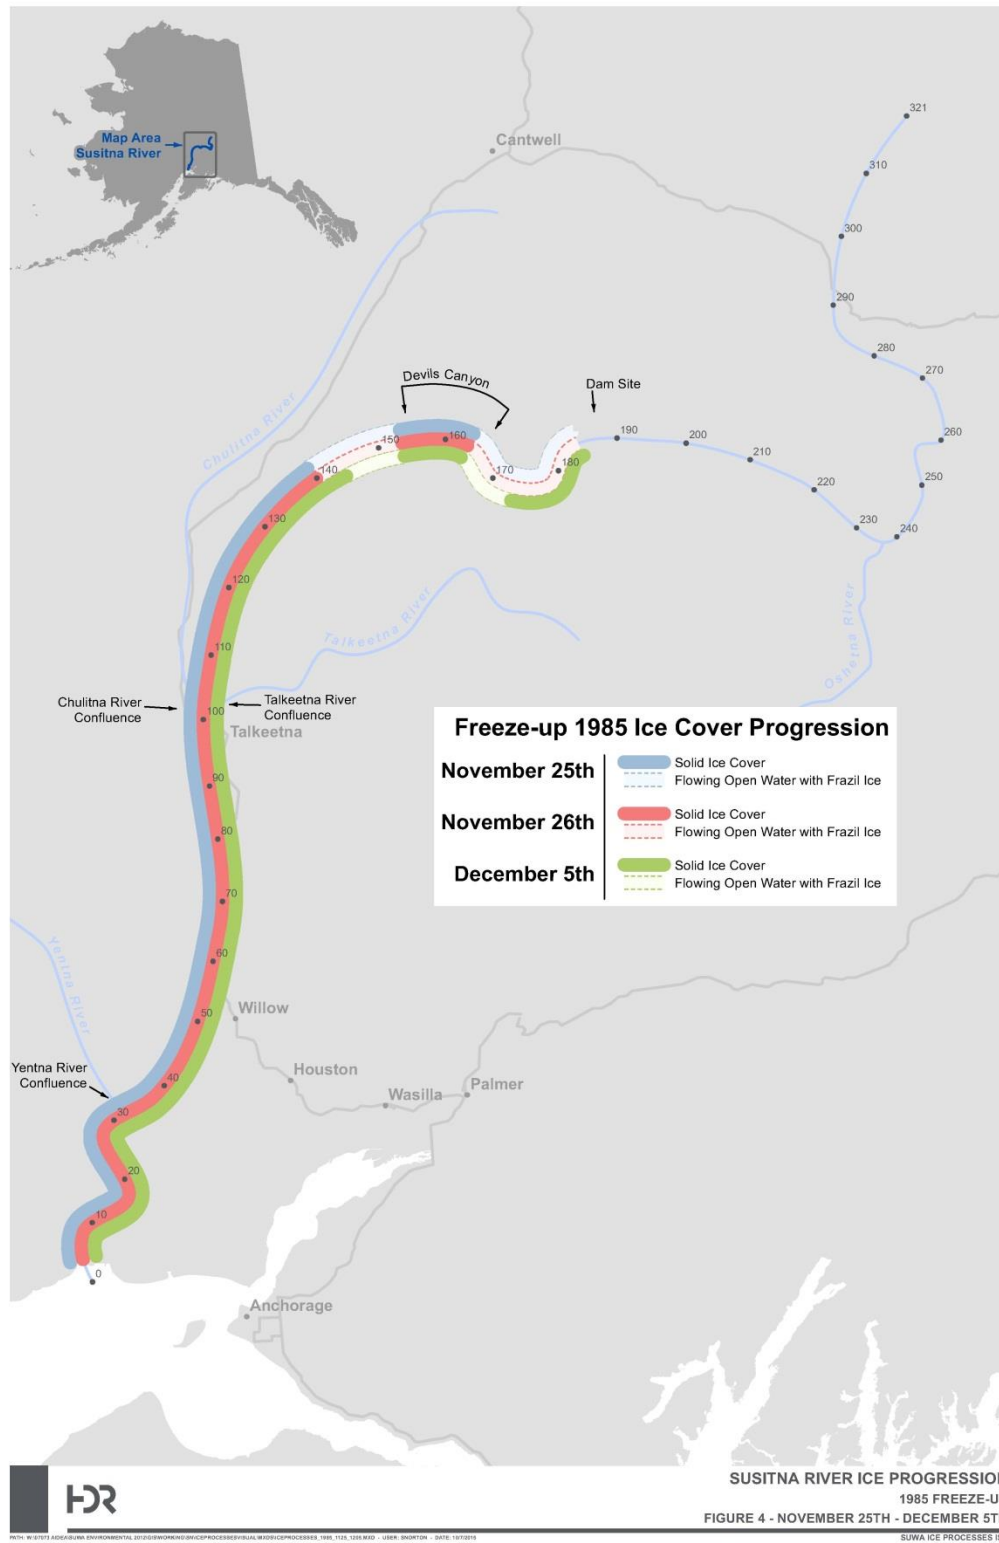 Map Area
Susitna River
Cantwell
321
310
300
290
280
270
260
250
240
230
220
210
200
190
Dam Site
Devils Canyon
180
170
160
150
140
130
120
110
100
90
80
70
60
50
40
30
20
10
0
Chulitna River
Talkeetna River
Oshetna River
Yentna River
Chulitna River
Confluence
Talkeetna River
Confluence
Talkeetna
Freeze-up 1985 Ice Cover Progression
November 25th
Solid Ice Cover
Flowing Open Water with Frazil Ice
November 26th
Solid Ice Cover
Flowing Open Water with Frazil Ice
December 5th
Solid Ice Cover
Flowing Open Water with Frazil Ice
Willow
Houston
Wasilla
Palmer
Yentna River
Confluence
Anchorage
HDR
SUSITNA RIVER ICE PROGRESSION
1985 FREEZE-U
FIGURE 4 - NOVEMBER 25TH - DECEMBER 5T
SUWA ICE PROCESSES